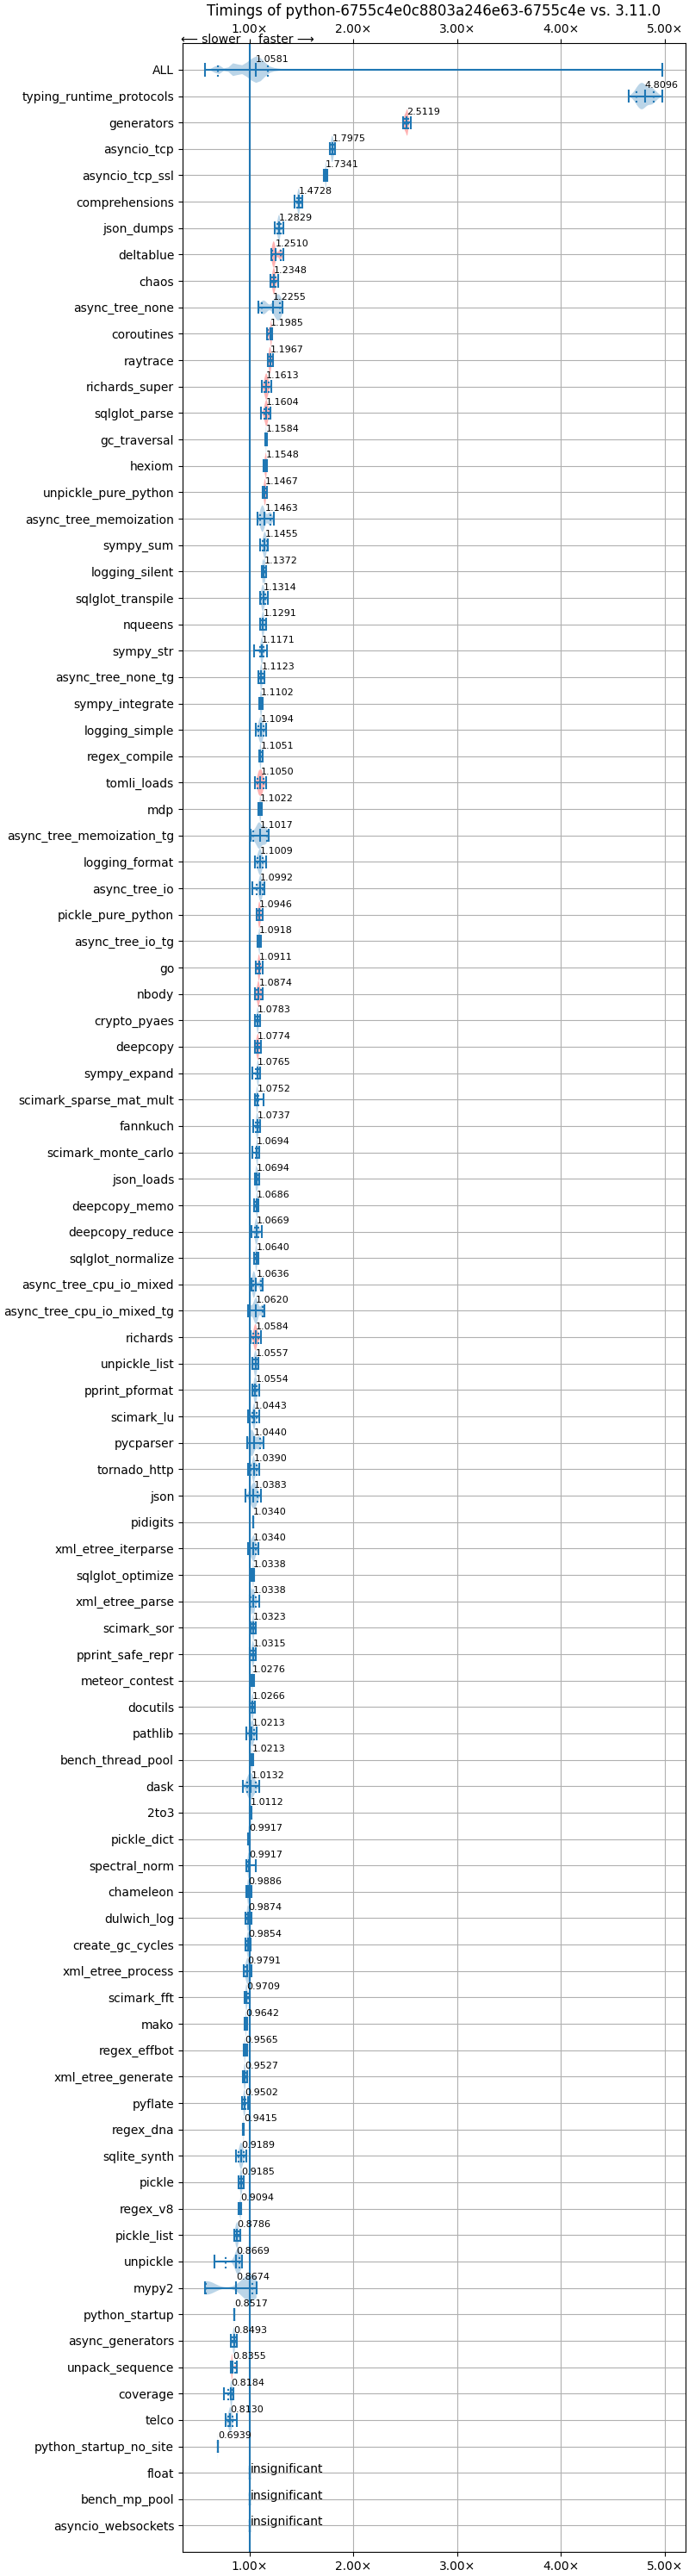 Timings of python-6755c4e0c8803a246e63-6755c4e vs. 3.11.0
⟵ slower faster ⟶
1.00× 2.00× 3.00× 4.00× 5.00×
ALL 1.0581
typing_runtime_protocols 4.8096
generators 2.5119
asyncio_tcp 1.7975
asyncio_tcp_ssl 1.7341
comprehensions 1.4728
json_dumps 1.2829
deltablue 1.2510
chaos 1.2348
async_tree_none 1.2255
coroutines 1.1985
raytrace 1.1967
richards_super 1.1613
sqlglot_parse 1.1604
gc_traversal 1.1584
hexiom 1.1548
unpickle_pure_python 1.1467
async_tree_memoization 1.1463
sympy_sum 1.1455
logging_silent 1.1372
sqlglot_transpile 1.1314
nqueens 1.1291
sympy_str 1.1171
async_tree_none_tg 1.1123
sympy_integrate 1.1102
logging_simple 1.1094
regex_compile 1.1051
tomli_loads 1.1050
mdp 1.1022
async_tree_memoization_tg 1.1017
logging_format 1.1009
async_tree_io 1.0992
pickle_pure_python 1.0946
async_tree_io_tg 1.0918
go 1.0911
nbody 1.0874
crypto_pyaes 1.0783
deepcopy 1.0774
sympy_expand 1.0765
scimark_sparse_mat_mult 1.0752
fannkuch 1.0737
scimark_monte_carlo 1.0694
json_loads 1.0694
deepcopy_memo 1.0686
deepcopy_reduce 1.0669
sqlglot_normalize 1.0640
async_tree_cpu_io_mixed 1.0636
async_tree_cpu_io_mixed_tg 1.0620
richards 1.0584
unpickle_list 1.0557
pprint_pformat 1.0554
scimark_lu 1.0443
pycparser 1.0440
tornado_http 1.0390
json 1.0383
pidigits 1.0340
xml_etree_iterparse 1.0340
sqlglot_optimize 1.0338
xml_etree_parse 1.0338
scimark_sor 1.0323
pprint_safe_repr 1.0315
meteor_contest 1.0276
docutils 1.0266
pathlib 1.0213
bench_thread_pool 1.0213
dask 1.0132
2to3 1.0112
pickle_dict 0.9917
spectral_norm 0.9917
chameleon 0.9886
dulwich_log 0.9874
create_gc_cycles 0.9854
xml_etree_process 0.9791
scimark_fft 0.9709
mako 0.9642
regex_effbot 0.9565
xml_etree_generate 0.9527
pyflate 0.9502
regex_dna 0.9415
sqlite_synth 0.9189
pickle 0.9185
regex_v8 0.9094
pickle_list 0.8786
unpickle 0.8669
mypy2 0.8674
python_startup 0.8517
async_generators 0.8493
unpack_sequence 0.8355
coverage 0.8184
telco 0.8130
python_startup_no_site 0.6939
float insignificant
bench_mp_pool insignificant
asyncio_websockets insignificant
1.00× 2.00× 3.00× 4.00× 5.00×